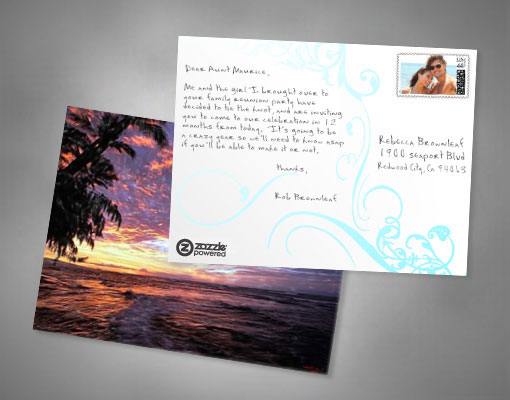 Dear Aunt Maurice,
Me and the girl I brought over to
your family reunion party have
decided to tie the knot, and are inviting
you to come to our celebration in 12
months from today. It's going to be
a crazy year so we'll need to know asap
if you'll be able to make it or not.
thanks,
Rob Brownleaf
Rebecca Brownleaf
1900 seaport Blvd
Redwood City, Ca 94063
zazzle
powered